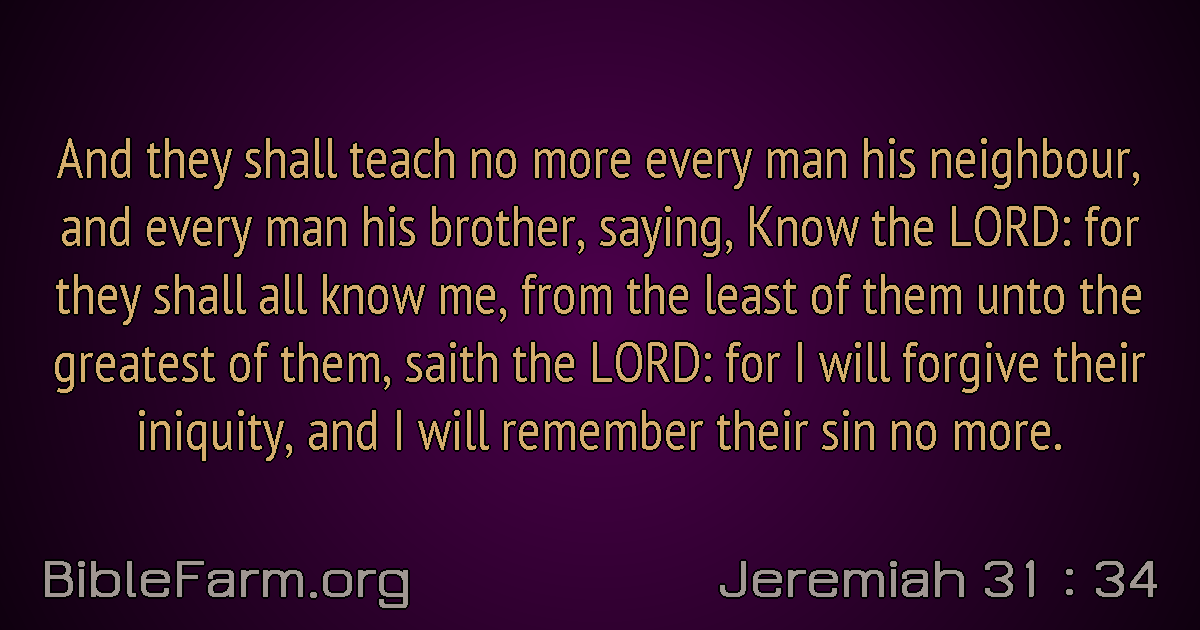 And they shall teach no more every man his neighbour,
and every man his brother, saying, Know the LORD: for
they shall all know me, from the least of them unto the
greatest of them, saith the LORD: for I will forgive their
iniquity, and I will remember their sin no more.
BibleFarm.org
Jeremiah 31 : 34